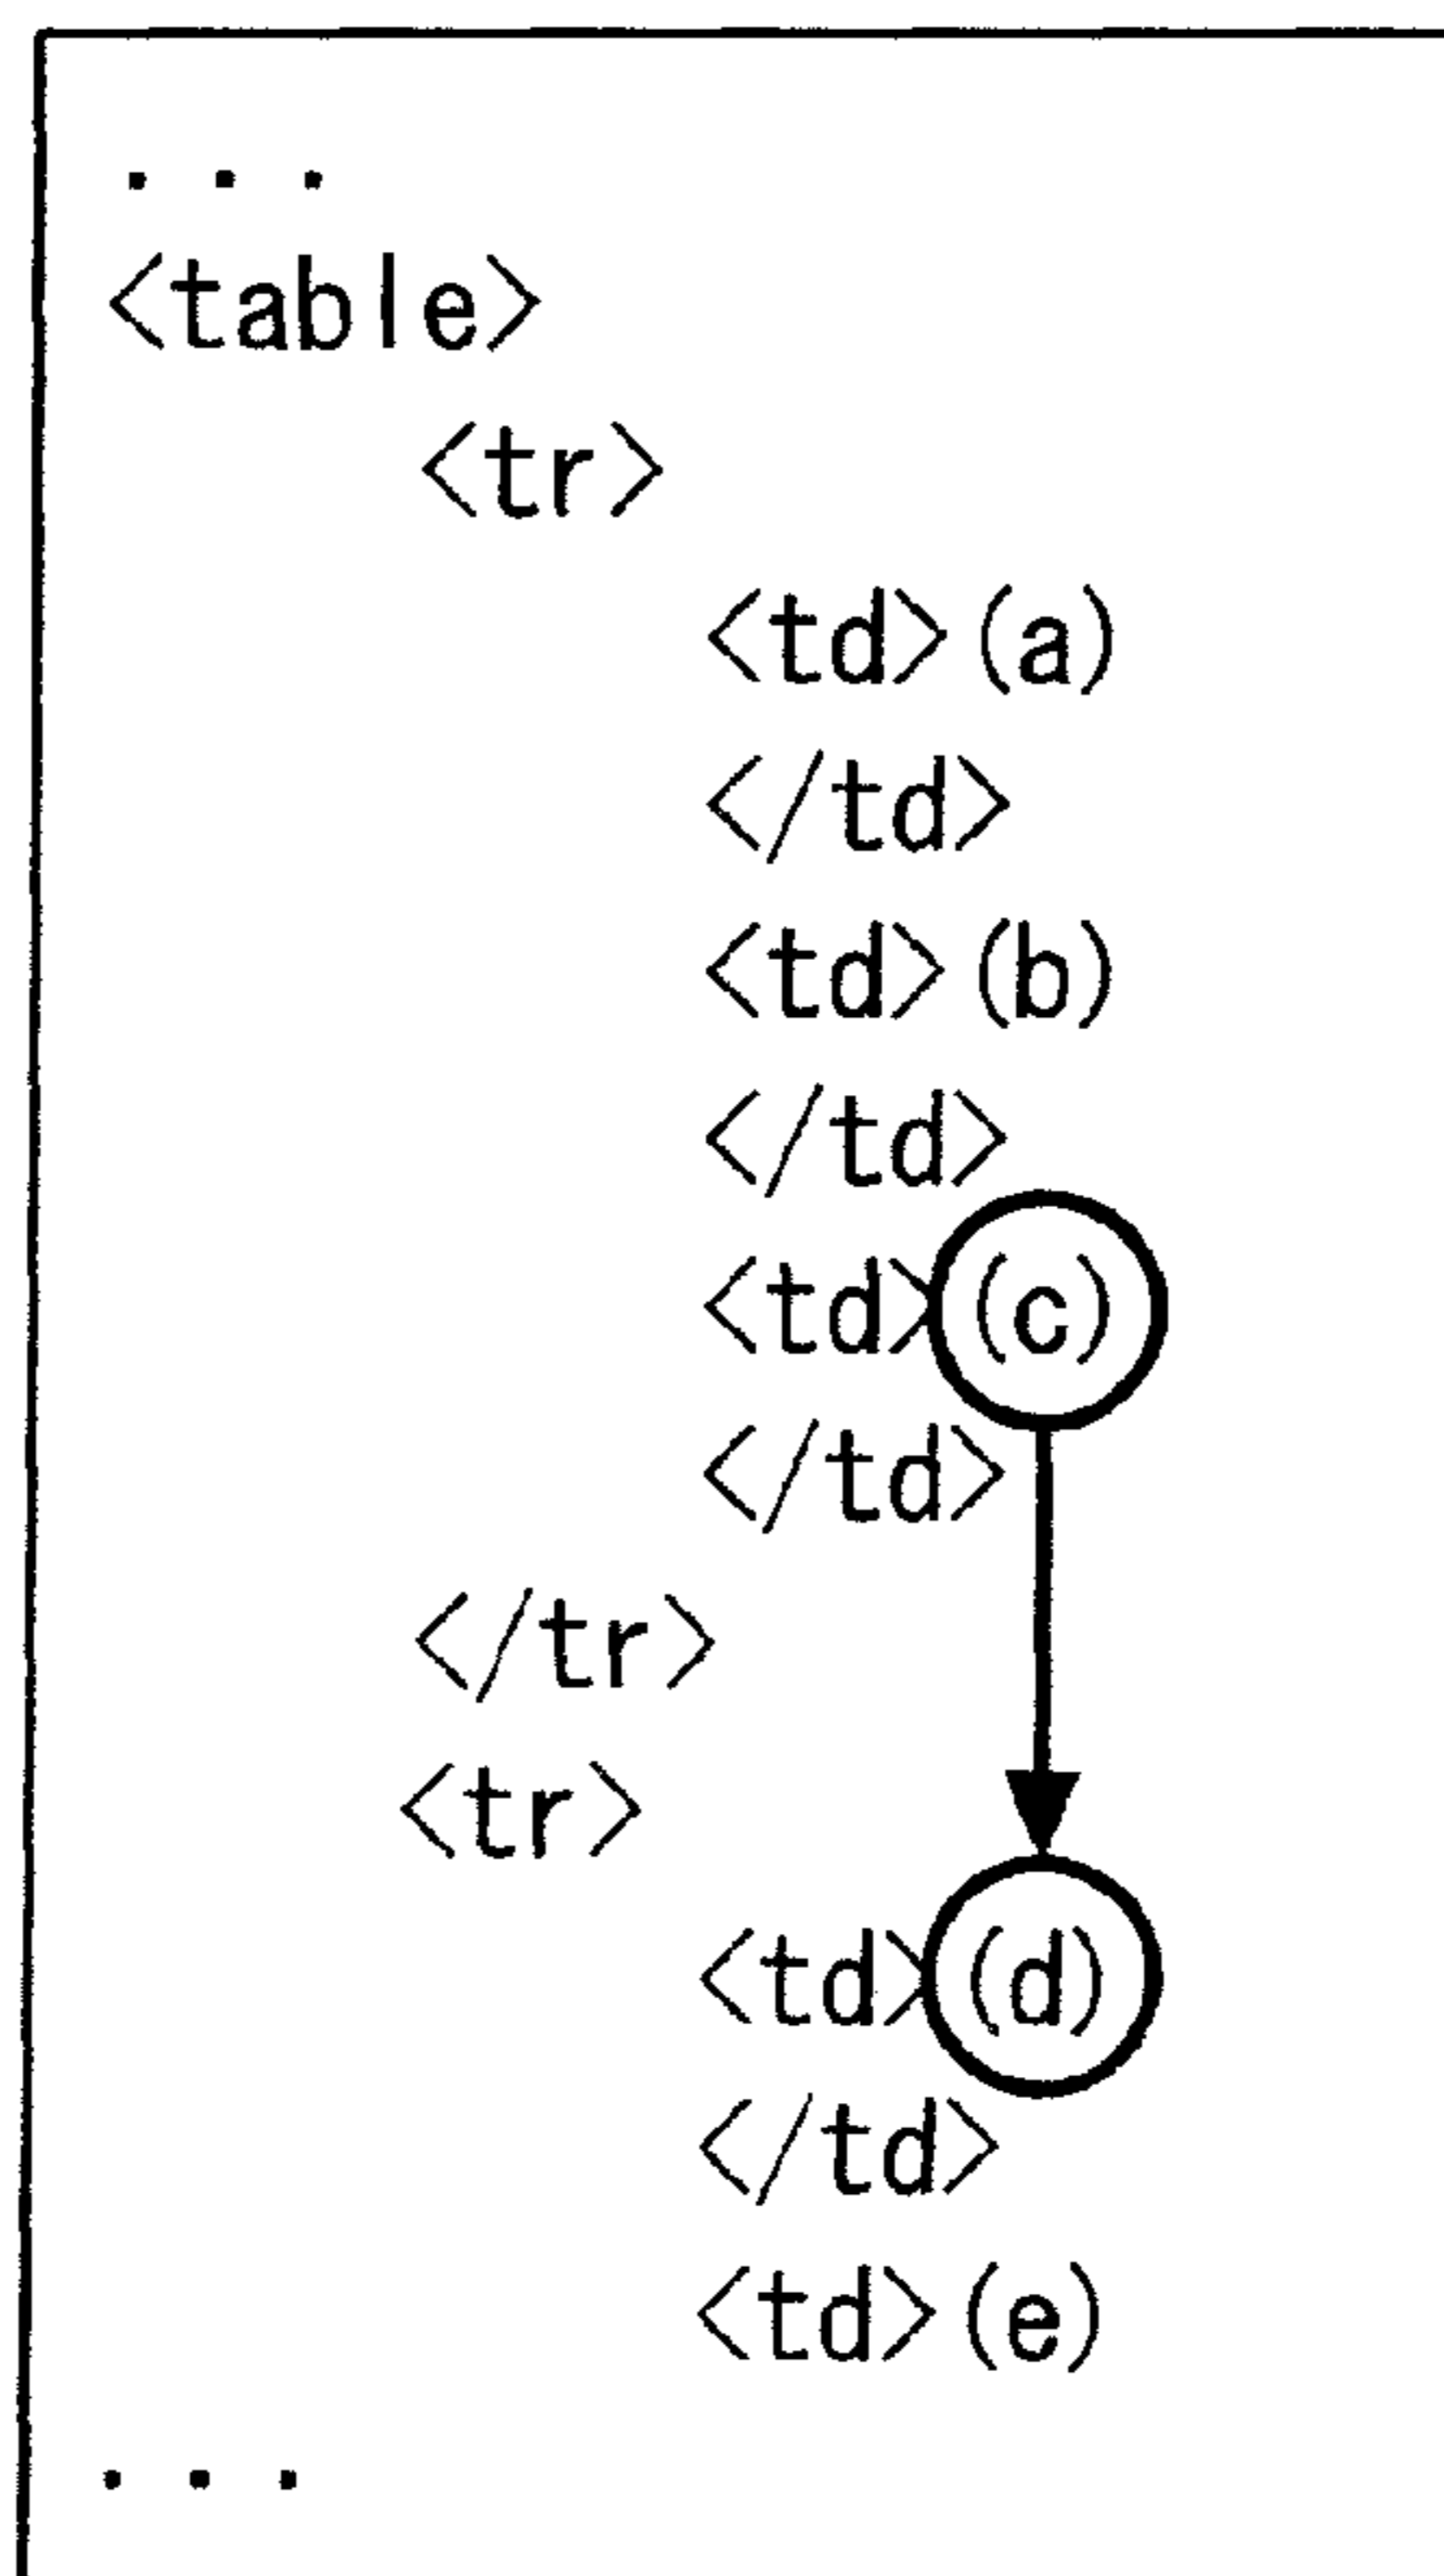 . . .
<table>
<tr>
<td>(a)
</td>
<td>(b)
</td>
<td>(c)
</td>
</tr>
<tr>
<td>(d)
</td>
<td>(e)
. . .